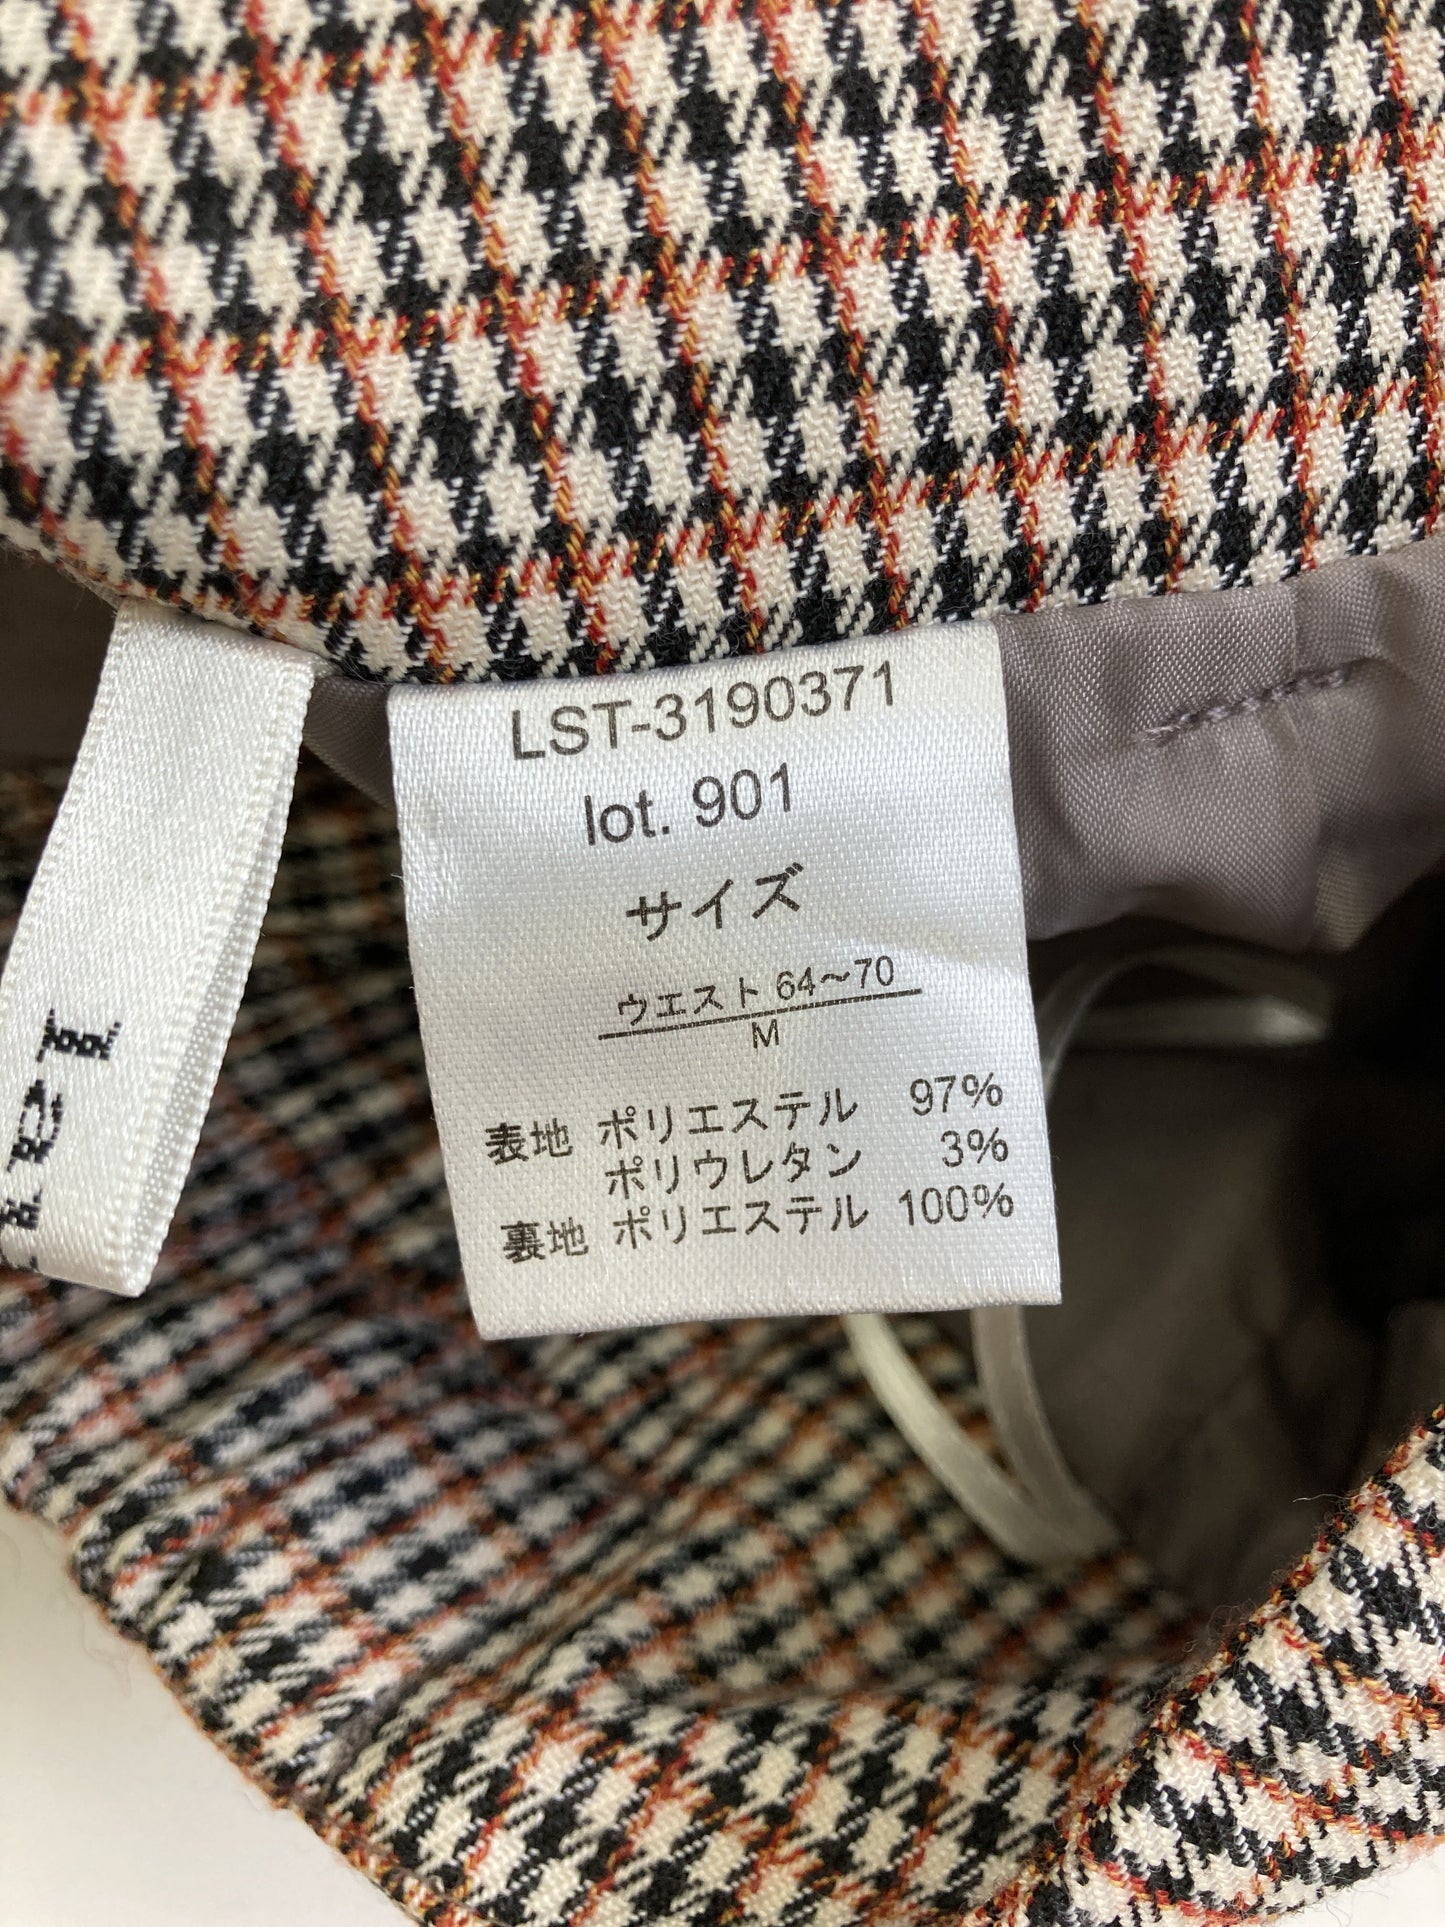 LST-3190371
lot. 901
サイズ
ウエスト 64～70
M
表地 ポリエステル 97%
ポリウレタン 3%
裏地 ポリエステル 100%